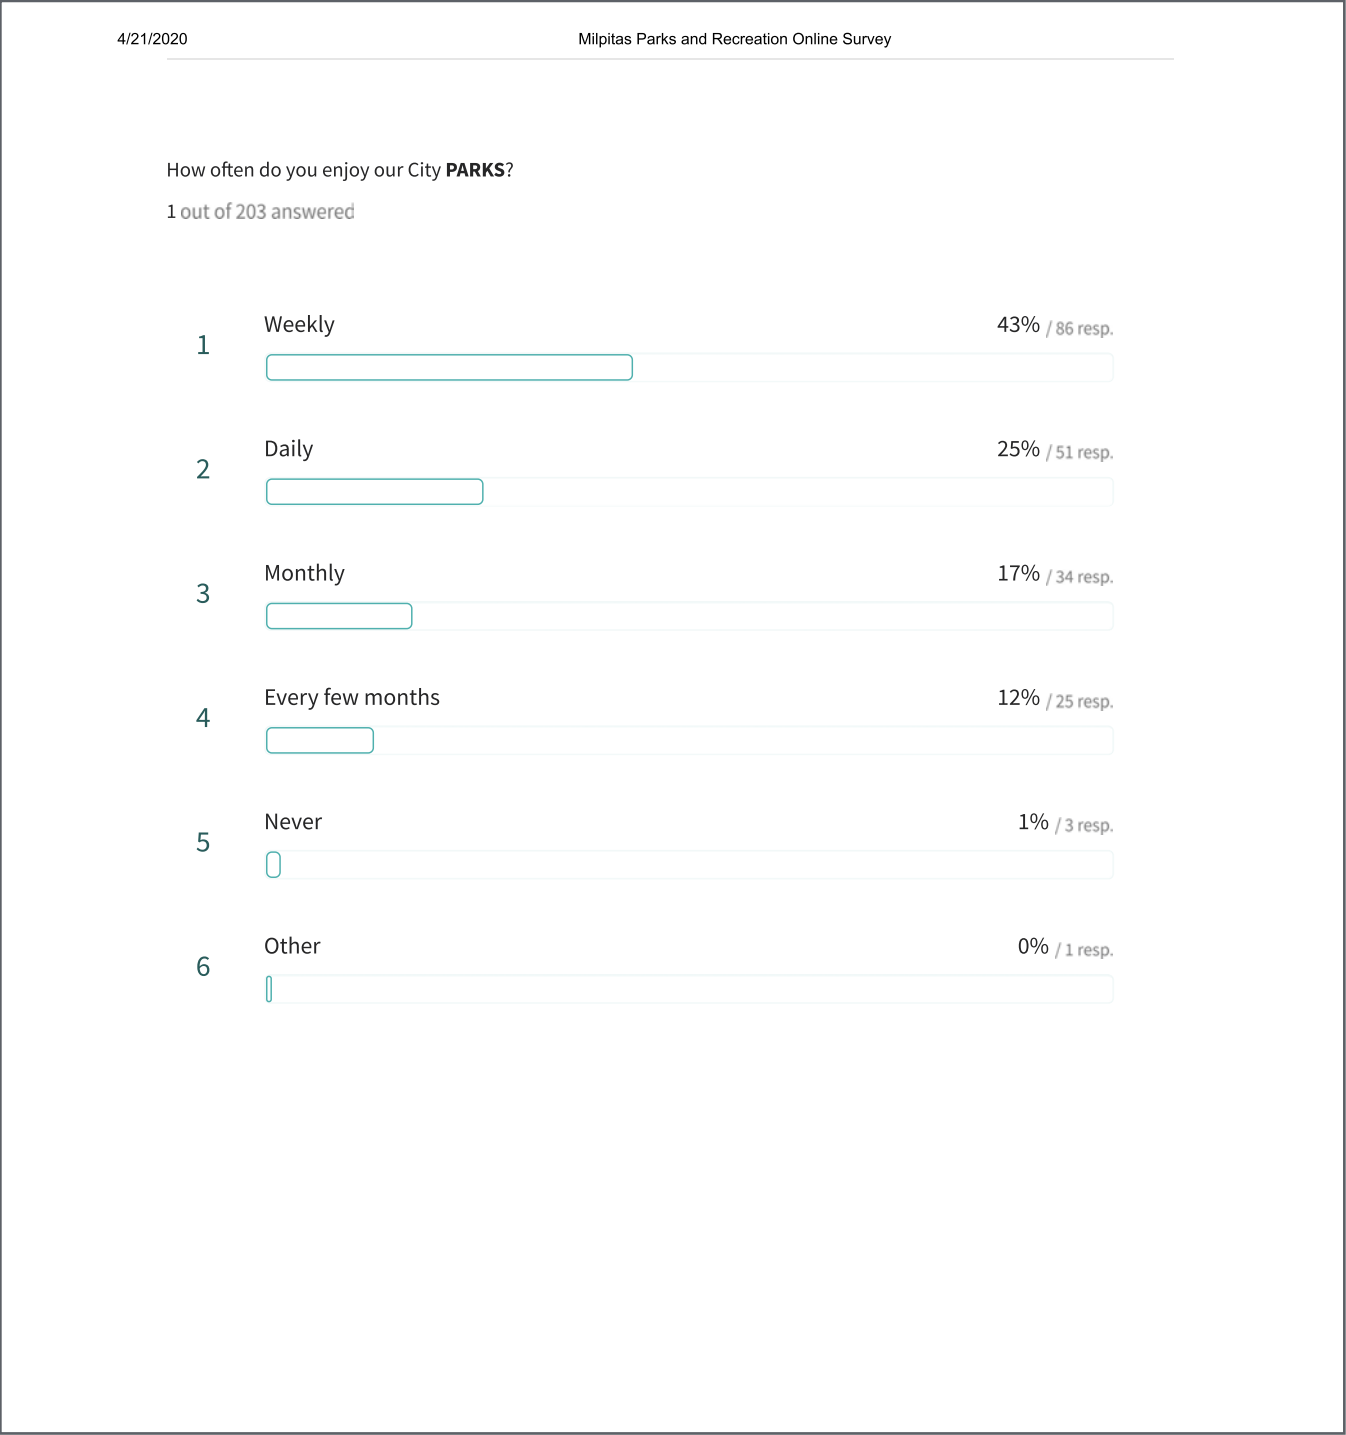 4/21/2020 Milpitas Parks and Recreation Online Survey
How often do you enjoy our City PARKS?
1 out of 203 answered
1 Weekly 43% / 86 resp.
2 Daily 25% / 51 resp.
3 Monthly 17% / 34 resp.
4 Every few months 12% / 25 resp.
5 Never 1% / 3 resp.
6 Other 0% / 1 resp.